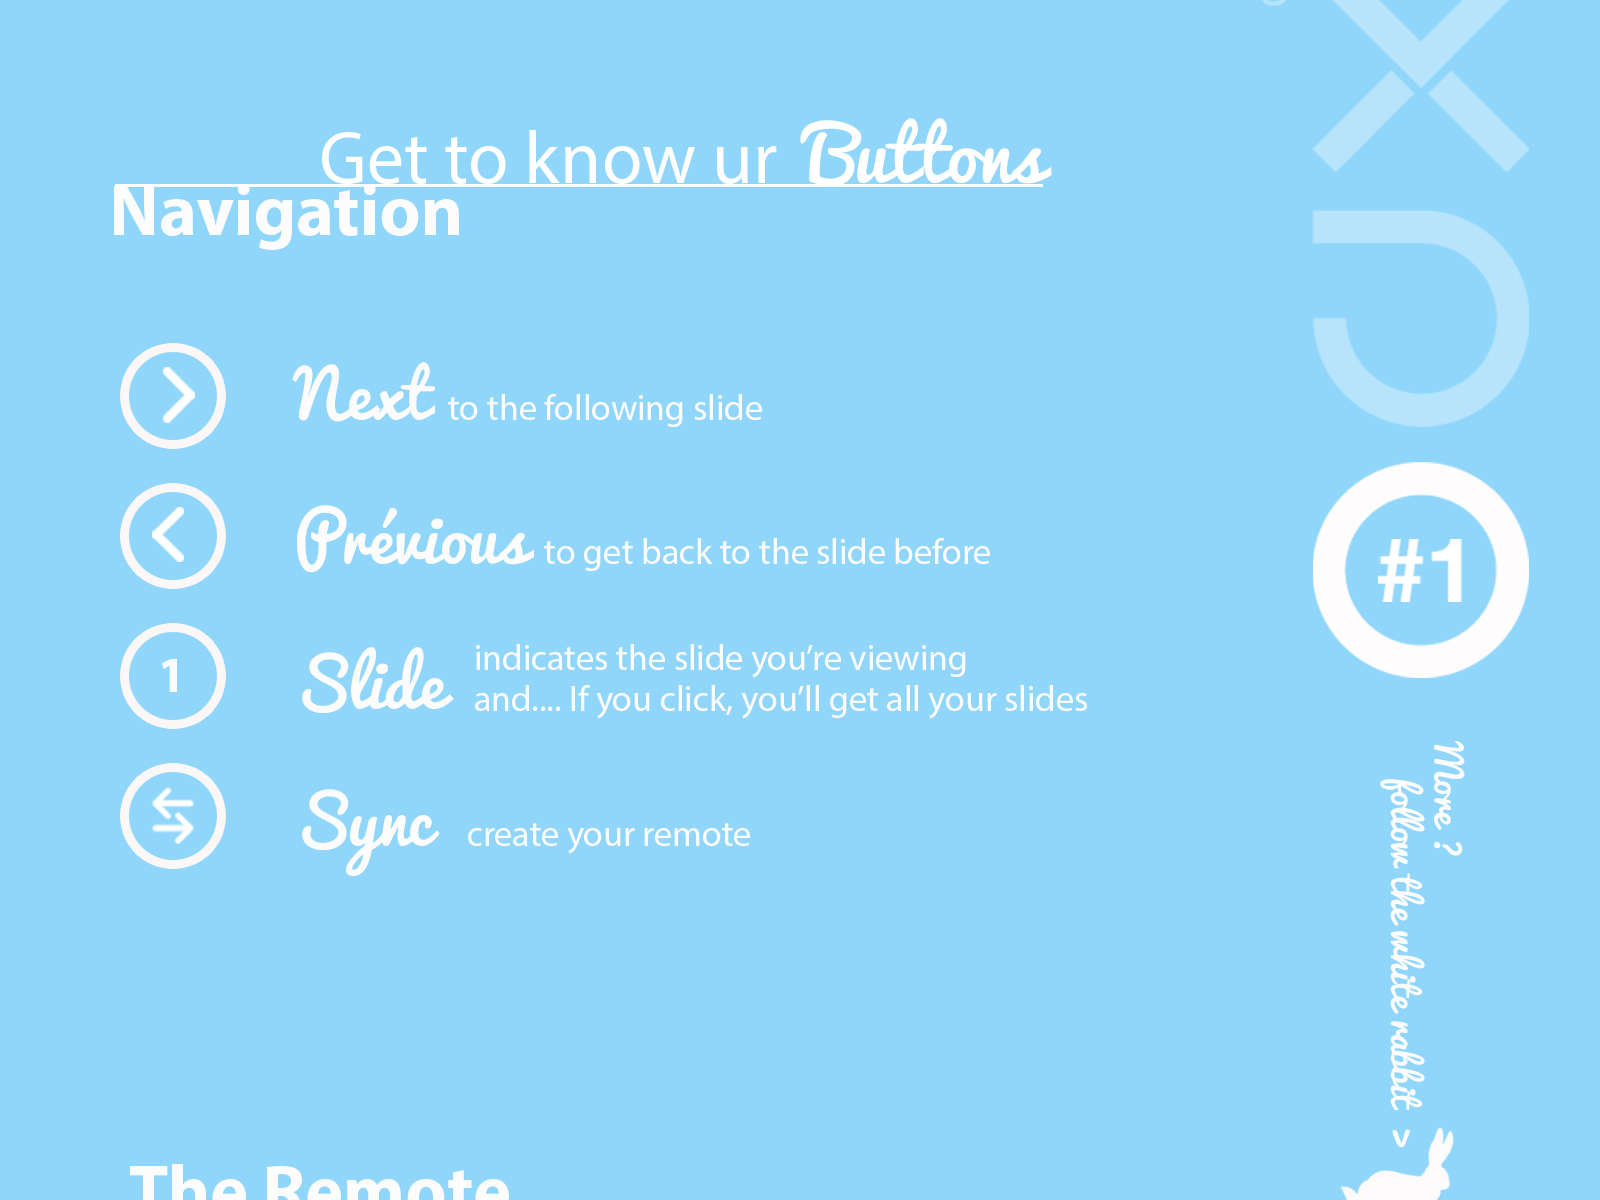 Get to know ur Buttons
Navigation
Next to the following slide
Prévious to get back to the slide before
1
Slide indicates the slide you're viewing
and.... If you click, you'll get all your slides
Sync create your remote
The Remote
UX
#1
More ?
follow the white rabbit >